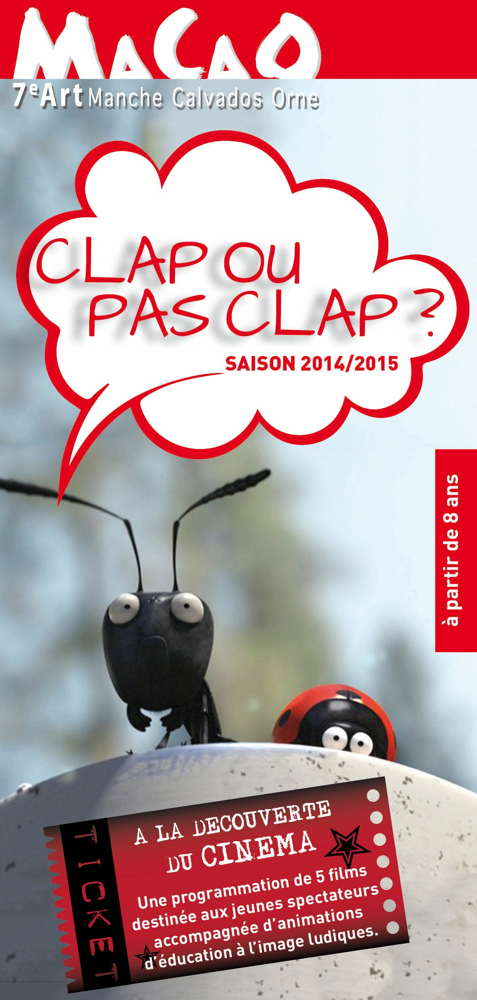 MaCaO
7e Art Manche Calvados Orne
CLAP OU
PAS CLAP ?
SAISON 2014/2015
à partir de 8 ans
TICKET
A LA DECOUVERTE
DU CINEMA
Une programmation de 5 films
destinée aux jeunes spectateurs
accompagnée d'animations
d'éducation à l'image ludiques.